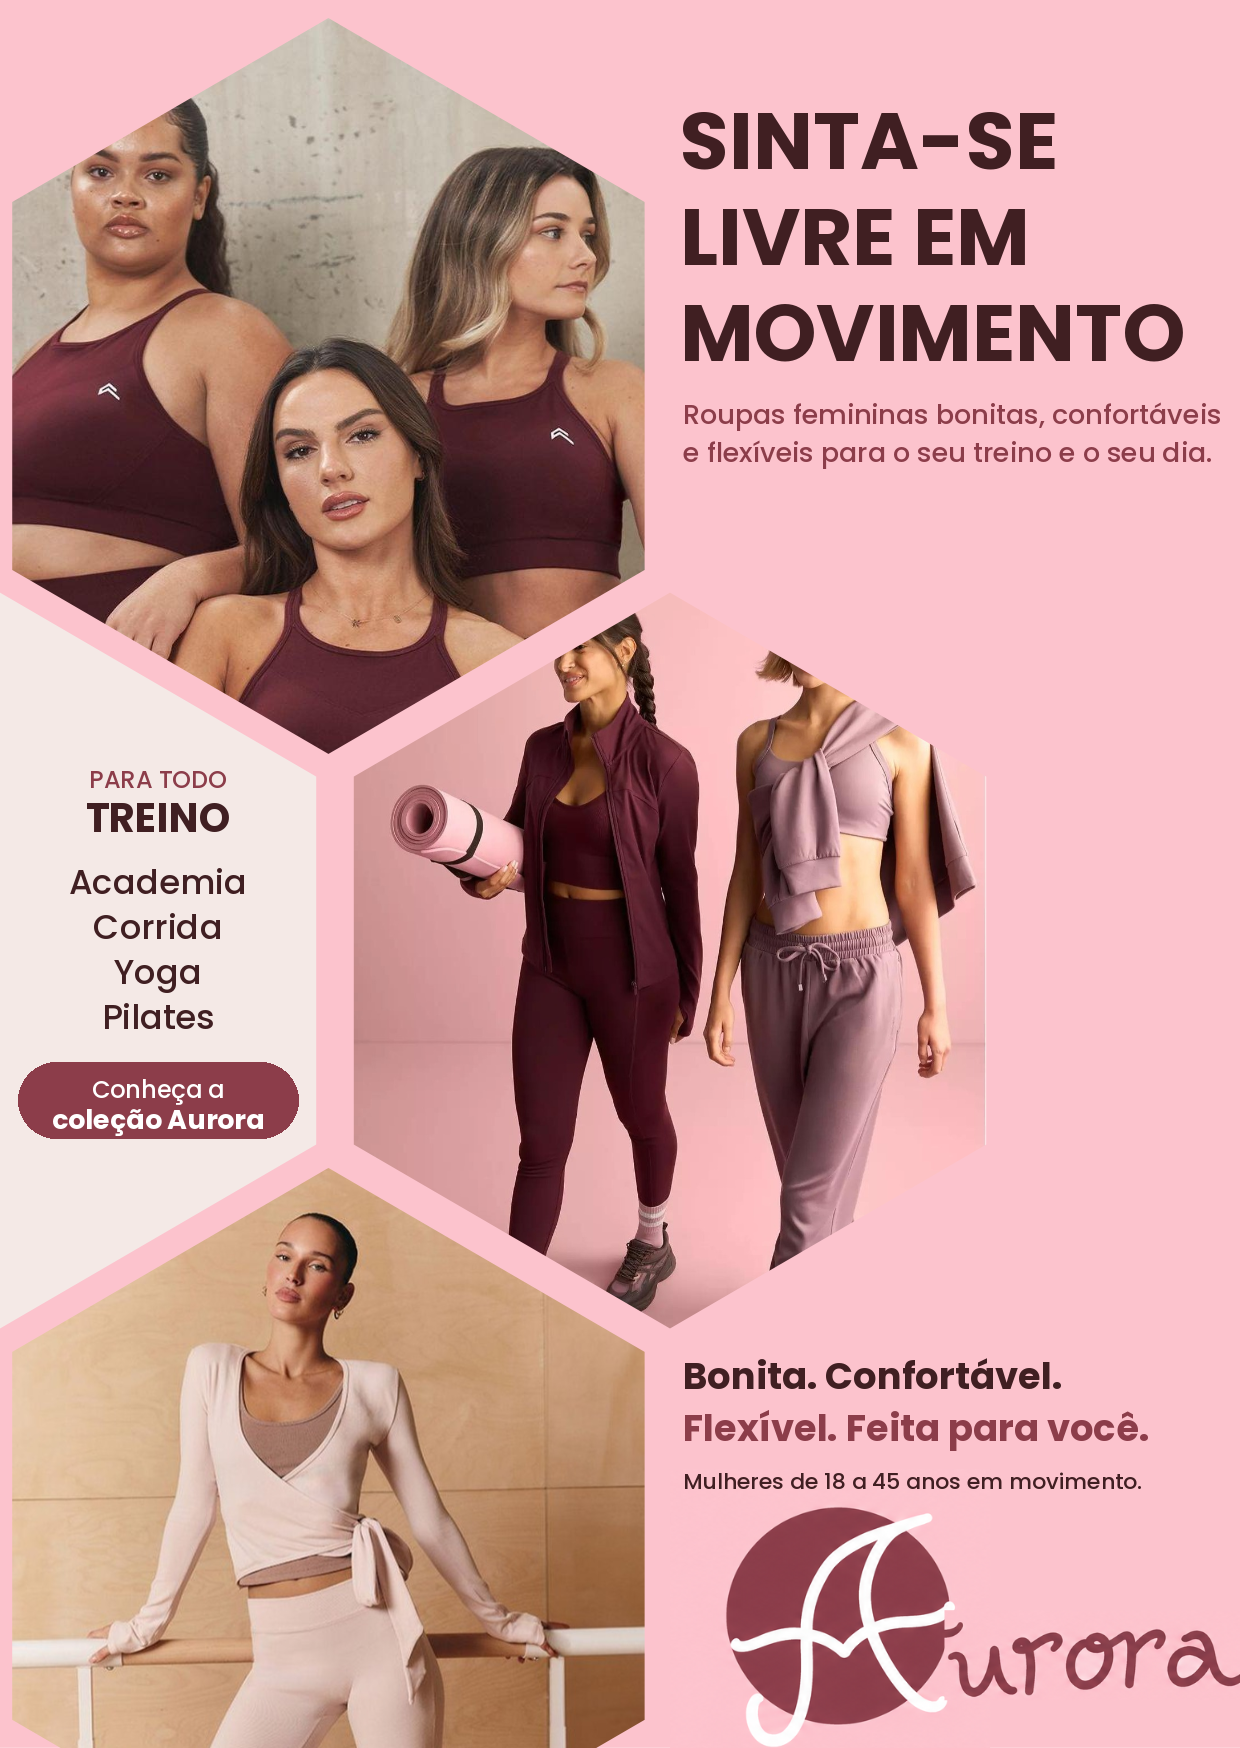 SINTA-SE
LIVRE EM
MOVIMENTO
Roupas femininas bonitas, confortáveis
e flexíveis para o seu treino e o seu dia.
PARA TODO
TREINO
Academia
Corrida
Yoga
Pilates
Conheça a
coleção Aurora
Bonita. Confortável.
Flexível. Feita para você.
Mulheres de 18 a 45 anos em movimento.
Aurora